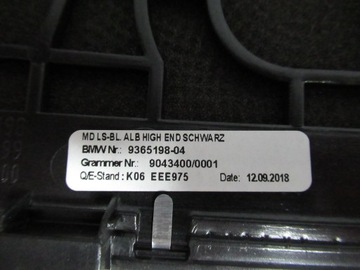 MD LS-BL. ALB HIGH END SCHWARZ
BMW Nr.: 9365198-04
Grammer Nr.: 9043400/0001
Q/E-Stand: K06 EEE975 Date: 12.09.2018